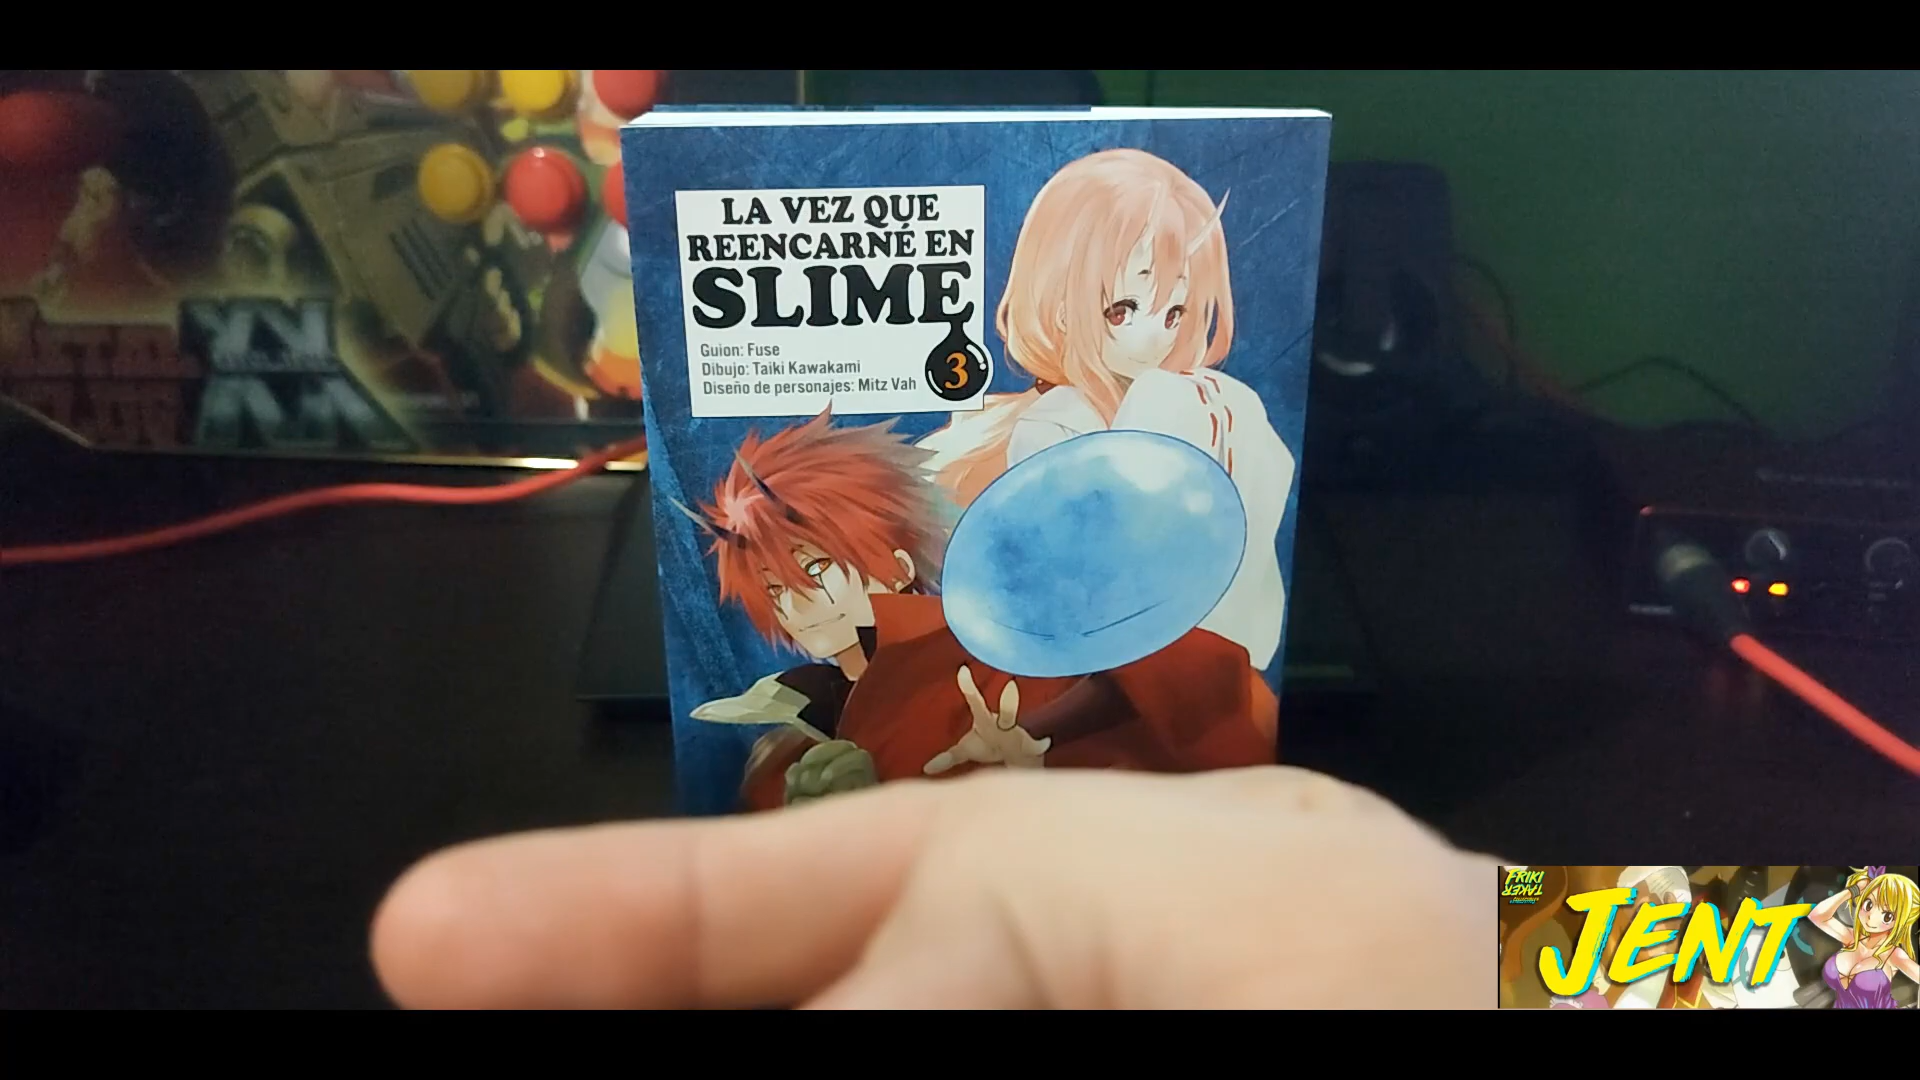 LA VEZ QUE
REENCARNÉ EN
SLIME
3
Guion: Fuse
Dibujo: Taiki Kawakami
Diseño de personajes: Mitz Vah
FRIKI
TAKER
JENT